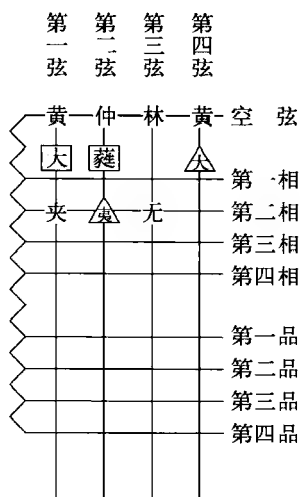 第一弦 第二弦 第三弦 第四弦
黄 仲 林 黄 空弦
大 蕤 大
第一相
夹 夷 无 第二相
第三相
第四相
第一品
第二品
第三品
第四品